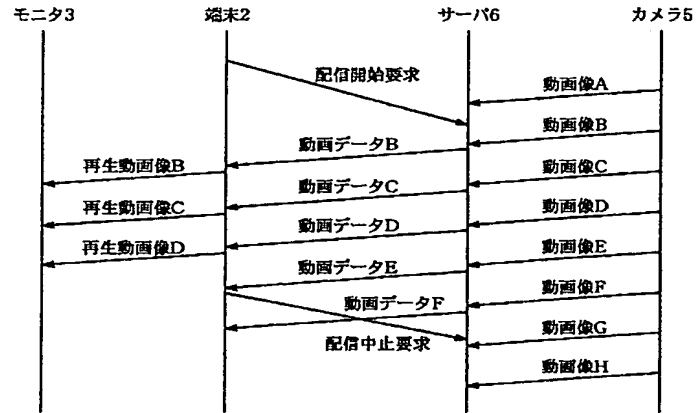 モニタ3 端末2 サーバ6 カメラ5
配信開始要求
動画像A
動画像B
動画データB
再生動画像B
動画像C
動画データC
再生動画像C
動画像D
動画データD
再生動画像D
動画像E
動画データE
動画像F
動画データF
動画像G
配信中止要求
動画像H